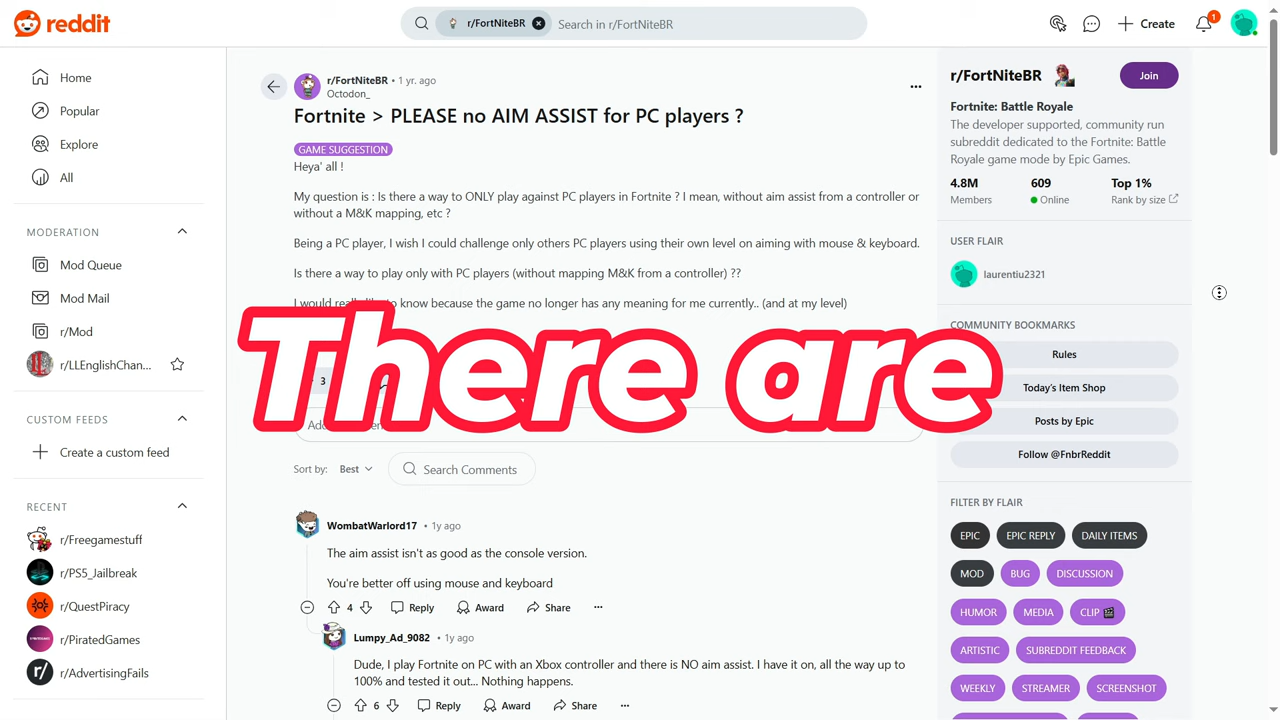 reddit
r/FortNiteBR
Search in r/FortNiteBR
Create
1
Home
Popular
Explore
All
MODERATION
Mod Queue
Mod Mail
r/Mod
r/LLEnglishChan...
CUSTOM FEEDS
Create a custom feed
RECENT
r/Freegamestuff
r/PS5_Jailbreak
r/QuestPiracy
r/PiratedGames
r/AdvertisingFails
r/FortNiteBR • 1 yr. ago
Octodon_
Fortnite > PLEASE no AIM ASSIST for PC players ?
GAME SUGGESTION
Heya' all !
My question is : Is there a way to ONLY play against PC players in Fortnite ? I mean, without aim assist from a controller or
without a M&K mapping, etc ?
Being a PC player, I wish I could challenge only others PC players using their own level on aiming with mouse & keyboard.
Is there a way to play only with PC players (without mapping M&K from a controller) ??
I would really like to know because the game no longer has any meaning for me currently.. (and at my level)
There are
3
Sort by: Best
Search Comments
WombatWarlord17 • 1y ago
The aim assist isn't as good as the console version.
You're better off using mouse and keyboard
4 Reply Award Share
Lumpy_Ad_9082 • 1y ago
Dude, I play Fortnite on PC with an Xbox controller and there is NO aim assist. I have it on, all the way up to
100% and tested it out... Nothing happens.
6 Reply Award Share
r/FortNiteBR
Join
Fortnite: Battle Royale
The developer supported, community run
subreddit dedicated to the Fortnite: Battle
Royale game mode by Epic Games.
4.8M 609 Top 1%
Members Online Rank by size
USER FLAIR
laurentiu2321
COMMUNITY BOOKMARKS
Rules
Today's Item Shop
Posts by Epic
Follow @FnbrReddit
FILTER BY FLAIR
EPIC EPIC REPLY DAILY ITEMS
MOD BUG DISCUSSION
HUMOR MEDIA CLIP
ARTISTIC SUBREDDIT FEEDBACK
WEEKLY STREAMER SCREENSHOT